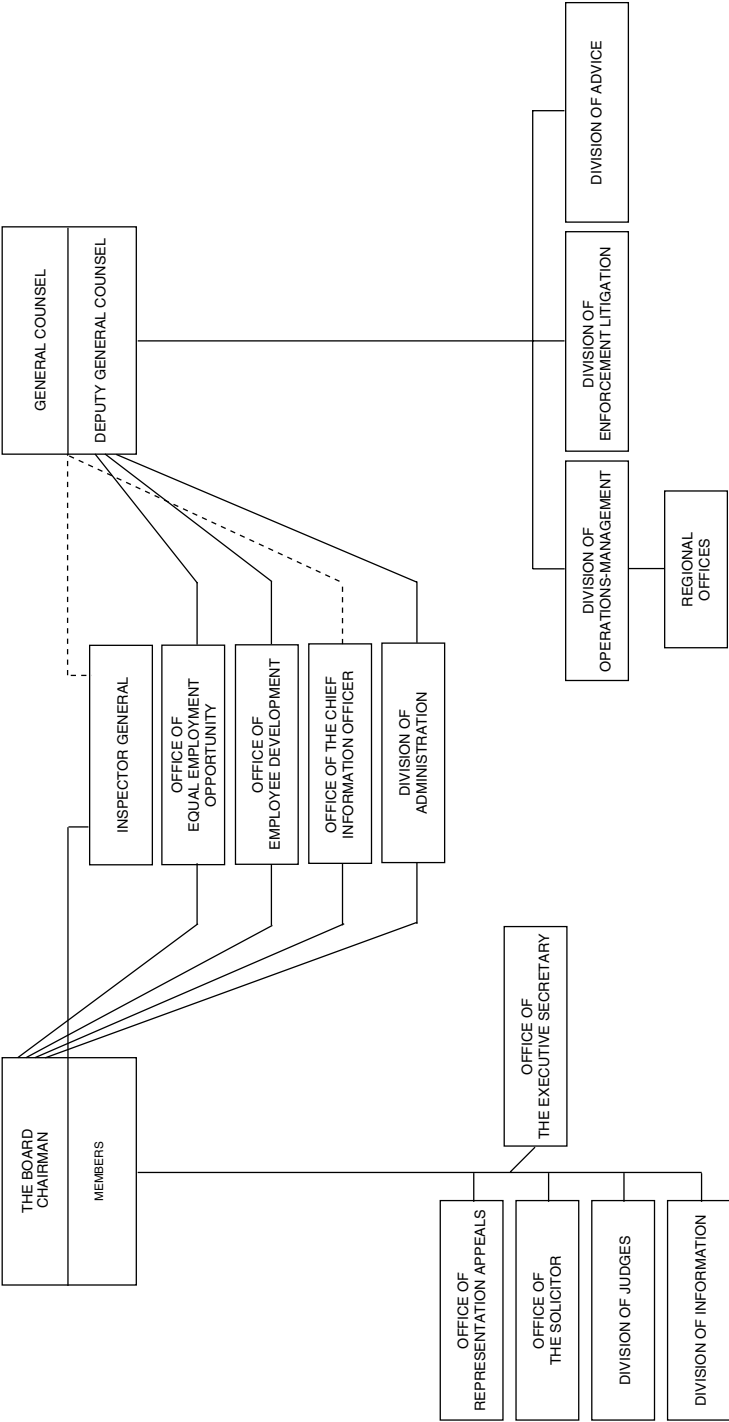 THE BOARD
CHAIRMAN
MEMBERS
GENERAL COUNSEL
DEPUTY GENERAL COUNSEL
INSPECTOR GENERAL
OFFICE OF
EQUAL EMPLOYMENT
OPPORTUNITY
OFFICE OF
EMPLOYEE DEVELOPMENT
OFFICE OF THE CHIEF
INFORMATION OFFICER
DIVISION OF
ADMINISTRATION
OFFICE OF
REPRESENTATION APPEALS
OFFICE OF
THE SOLICITOR
DIVISION OF JUDGES
DIVISION OF INFORMATION
OFFICE OF
THE EXECUTIVE SECRETARY
DIVISION OF
OPERATIONS-MANAGEMENT
REGIONAL
OFFICES
DIVISION OF
ENFORCEMENT LITIGATION
DIVISION OF ADVICE